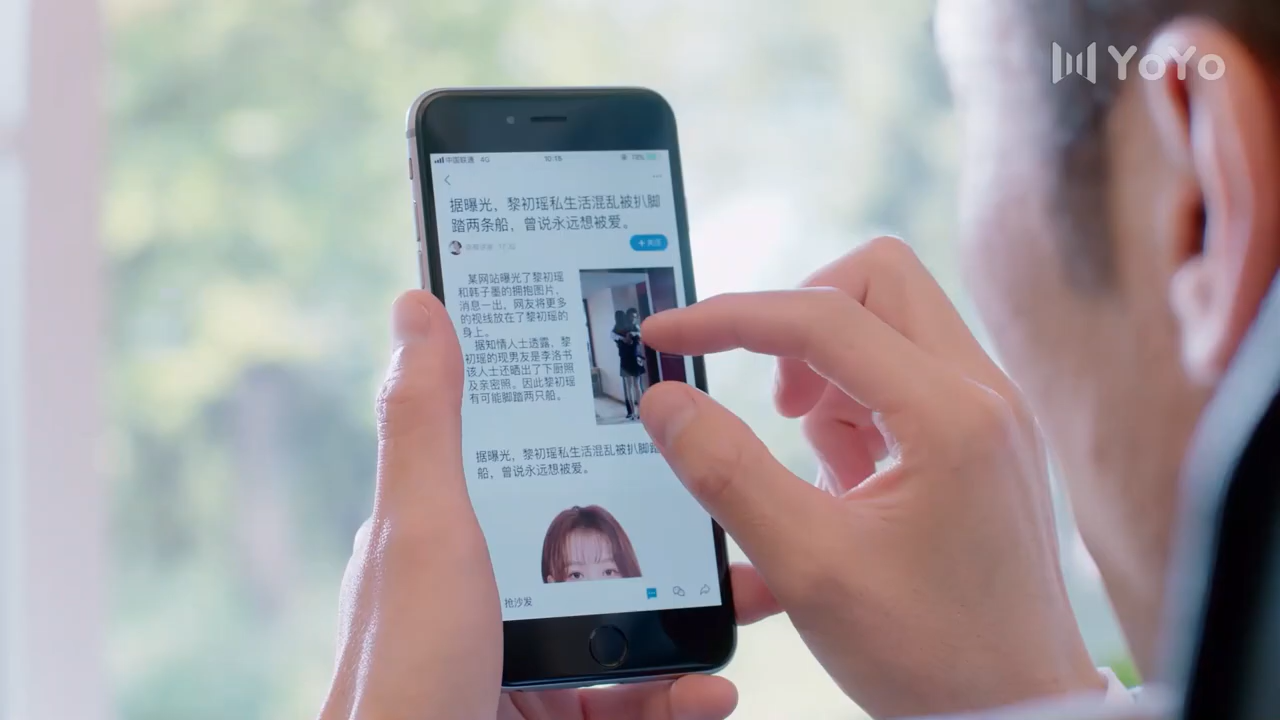 YoYo
中国联通 4G 10:15
据曝光，黎初瑶私生活混乱被扒脚
踏两条船，曾说永远想被爱。
+ 关注
某网站曝光了黎初瑶
和韩子墨的拥抱图片，
消息一出，网友将更多
的视线放在了黎初瑶的
身上。
据知情人士透露，黎
初瑶的现男友是李洛书
该人士还晒出了下厨照
及亲密照。因此黎初瑶
有可能脚踏两只船。
据曝光，黎初瑶私生活混乱被扒脚踏
船，曾说永远想被爱。
抢沙发